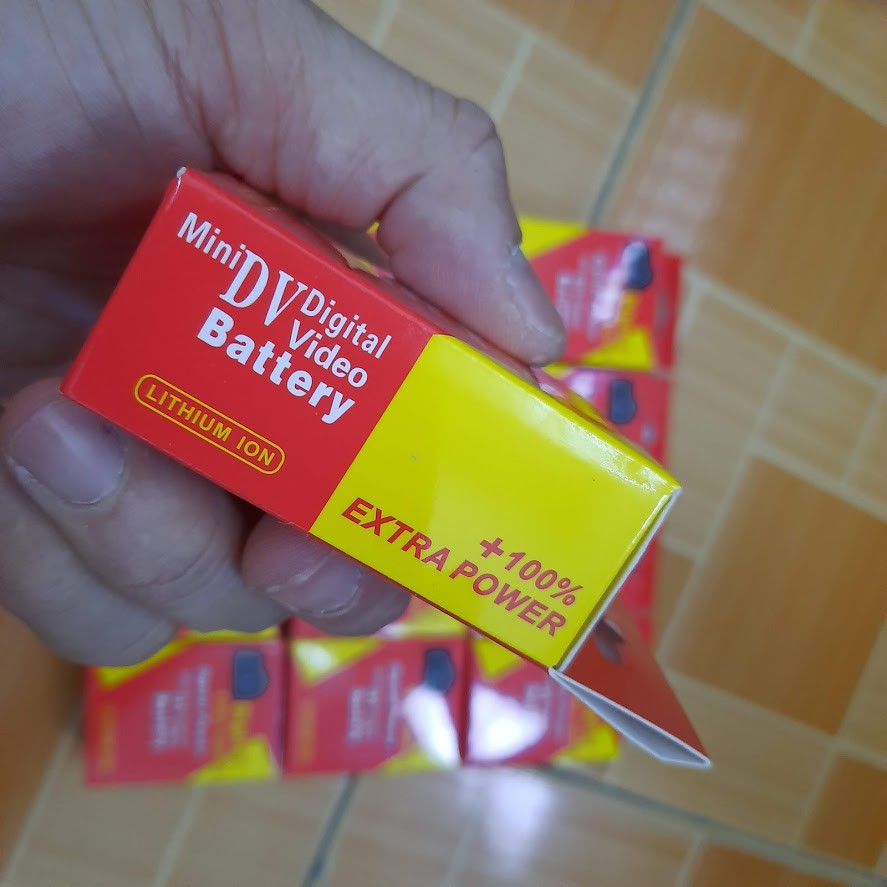 Mini DV Digital
Video
Battery
LITHIUM ION
+100%
EXTRA POWER